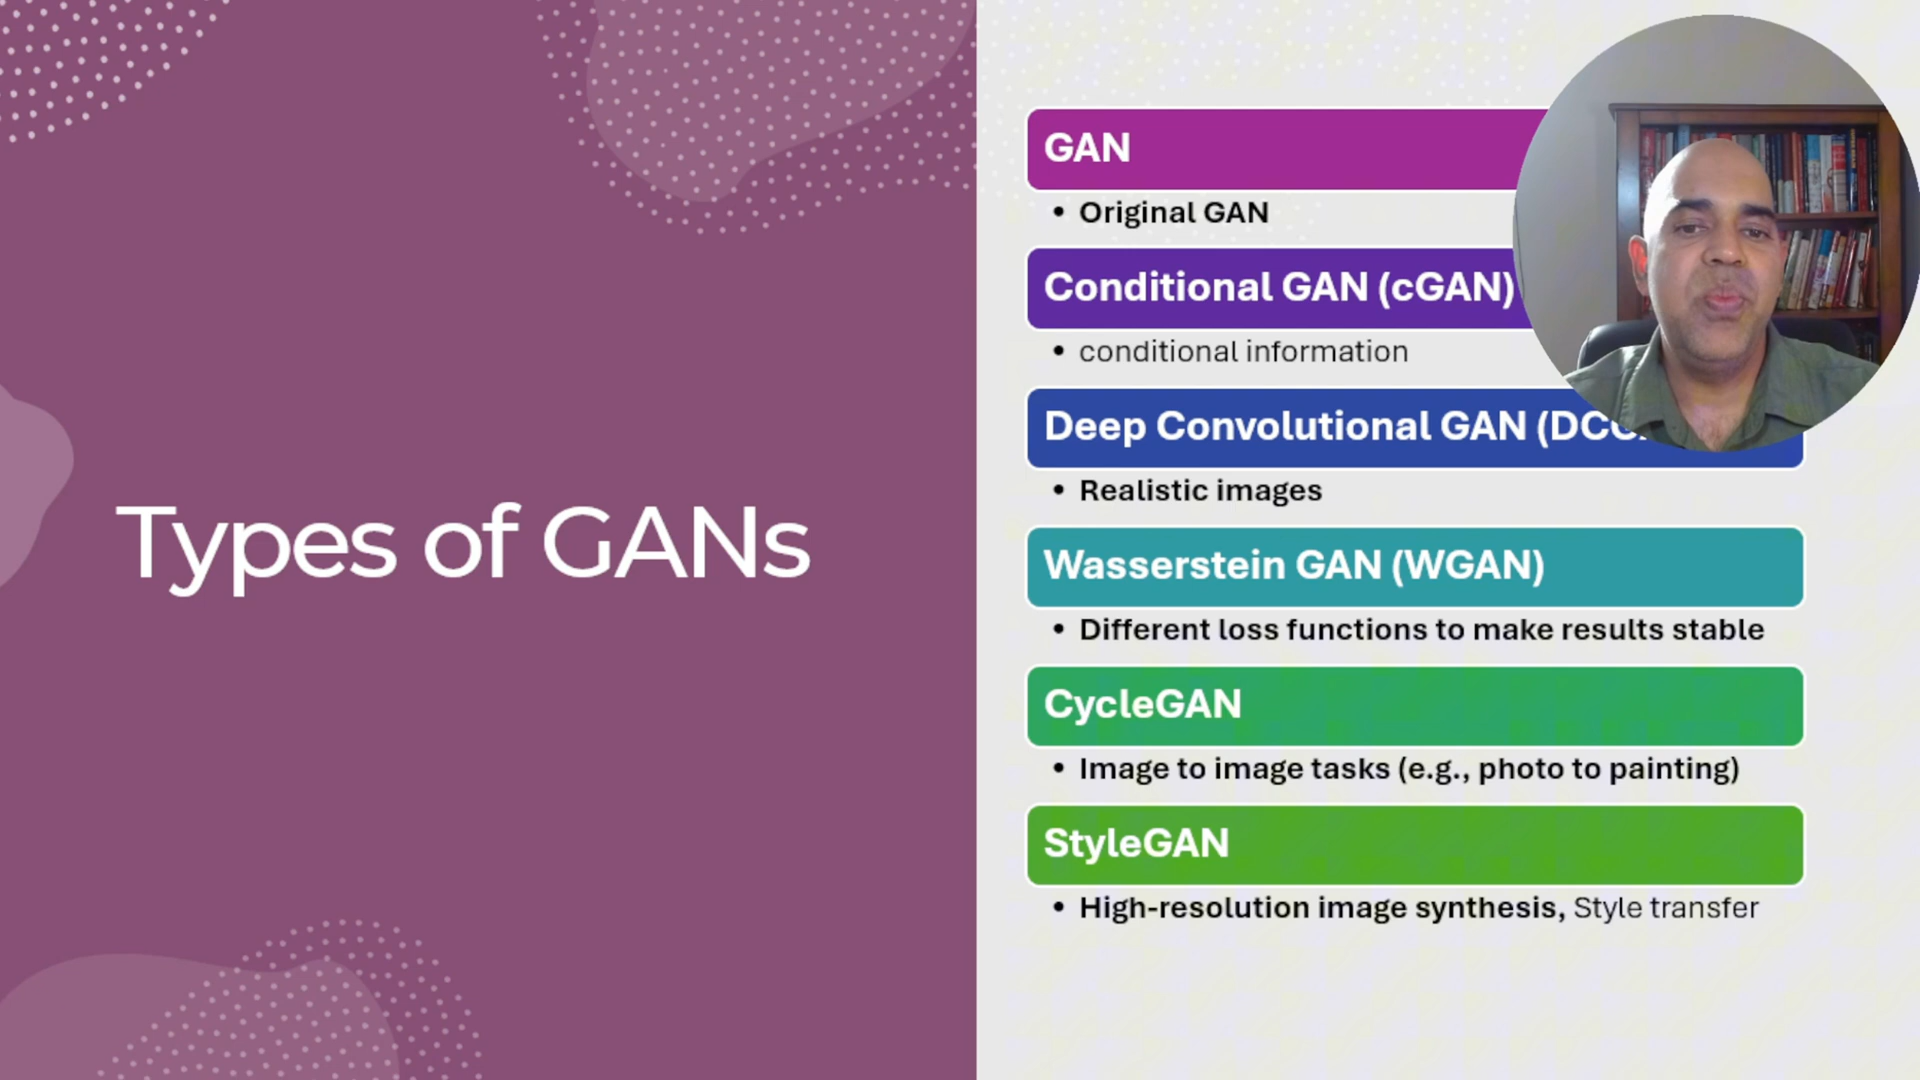 Types of GANs
GAN
• Original GAN
Conditional GAN (cGAN)
• conditional information
Deep Convolutional GAN
• Realistic images
Wasserstein GAN (WGAN)
• Different loss functions to make results stable
CycleGAN
• Image to image tasks (e.g., photo to painting)
StyleGAN
• High-resolution image synthesis, Style transfer